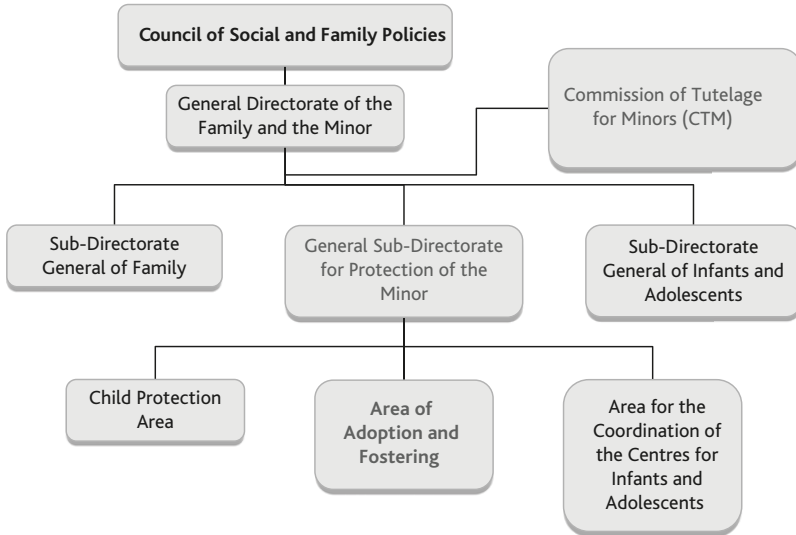 Council of Social and Family Policies
General Directorate of the
Family and the Minor
Commission of Tutelage
for Minors (CTM)
Sub-Directorate
General of Family
General Sub-Directorate
for Protection of the
Minor
Sub-Directorate
General of Infants and
Adolescents
Child Protection
Area
Area of
Adoption and
Fostering
Area for the
Coordination of
the Centres for
Infants and
Adolescents